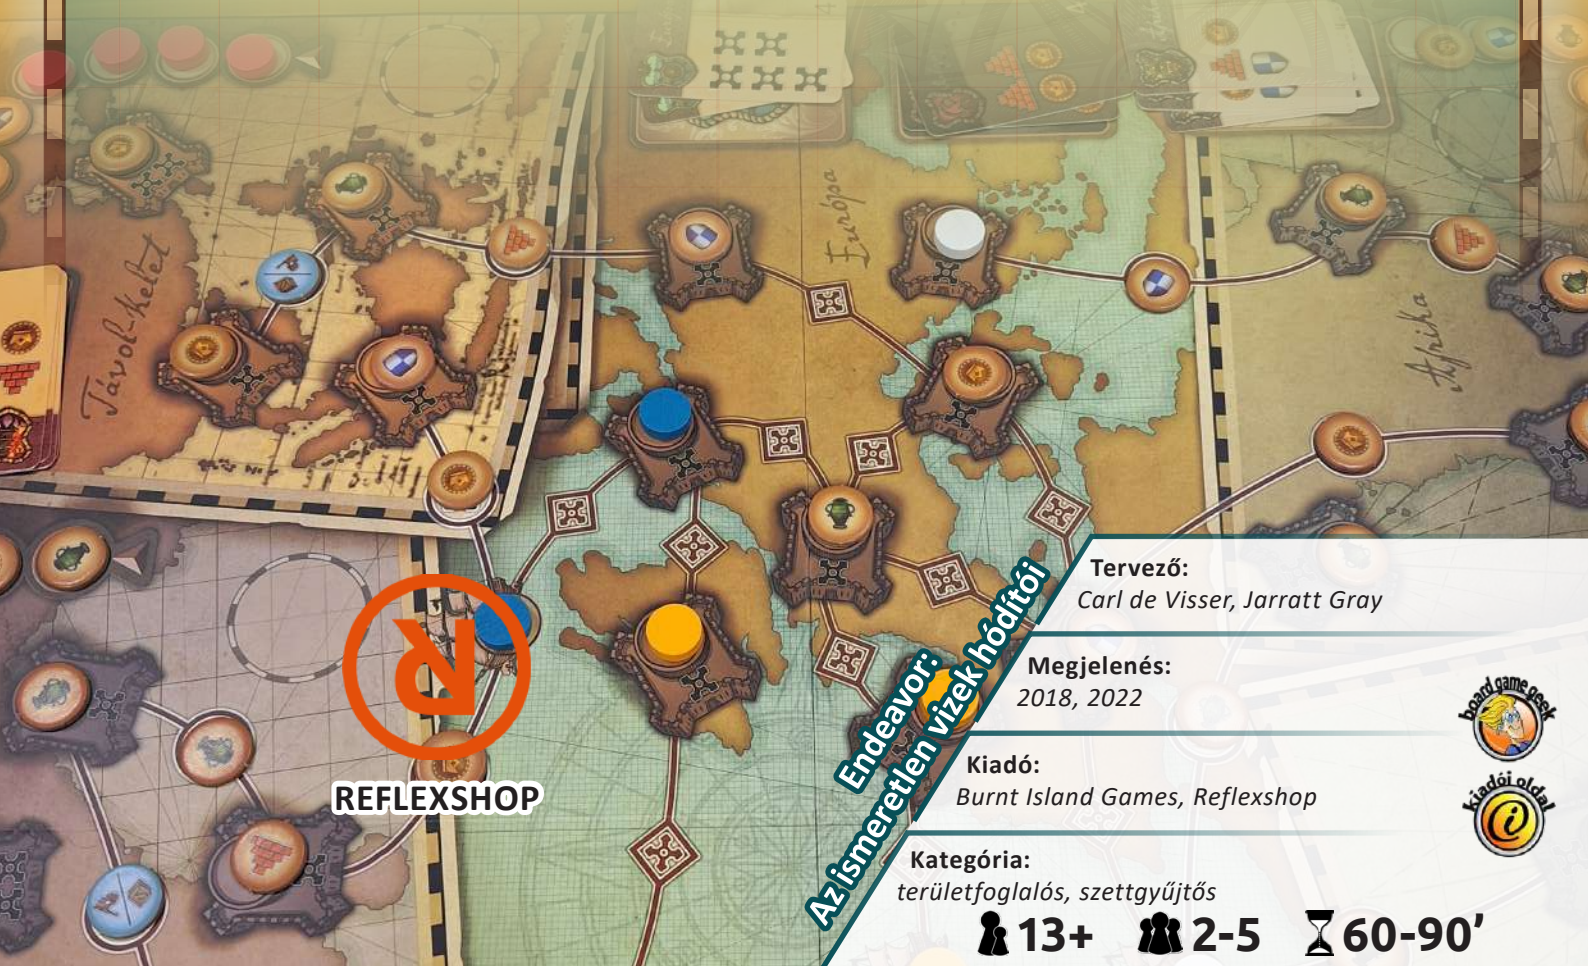 Távol-Kelet
Európa
Afrika
REFLEXSHOP
Endeavor:
Az ismeretlen vizek hódítói
Tervező:
Carl de Visser, Jarratt Gray
Megjelenés:
2018, 2022
Kiadó:
Burnt Island Games, Reflexshop
Kategória:
területfoglalós, szettgyűjtős
13+ 2-5 60-90’
board game geek
kiadói oldal